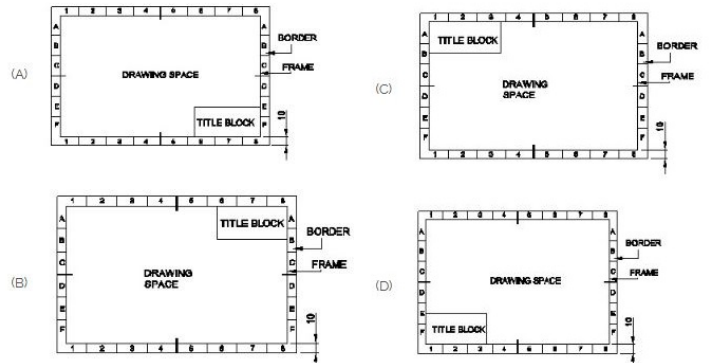 (A)
1 2 3 4 5 6 7 8
A A
B B
C C
D D
E E
F F
BORDER
FRAME
DRAWING SPACE
TITLE BLOCK
10
1 2 3 4 5 6 7 8
(C)
1 2 3 4 5 6 7 8
A A
B B
C C
D D
E E
F F
TITLE BLOCK
BORDER
FRAME
DRAWING
SPACE
10
1 2 3 4 5 6 7 8
(B)
1 2 3 4 5 6 7 8
A A
B B
C C
D D
E E
F F
TITLE BLOCK
BORDER
FRAME
DRAWING
SPACE
10
1 2 3 4 5 6 7 8
(D)
1 2 3 4 5 6 7 8
A A
B B
C C
D D
E E
F F
BORDER
FRAME
DRAWING SPACE
TITLE BLOCK
10
1 2 3 4 5 6 7 8